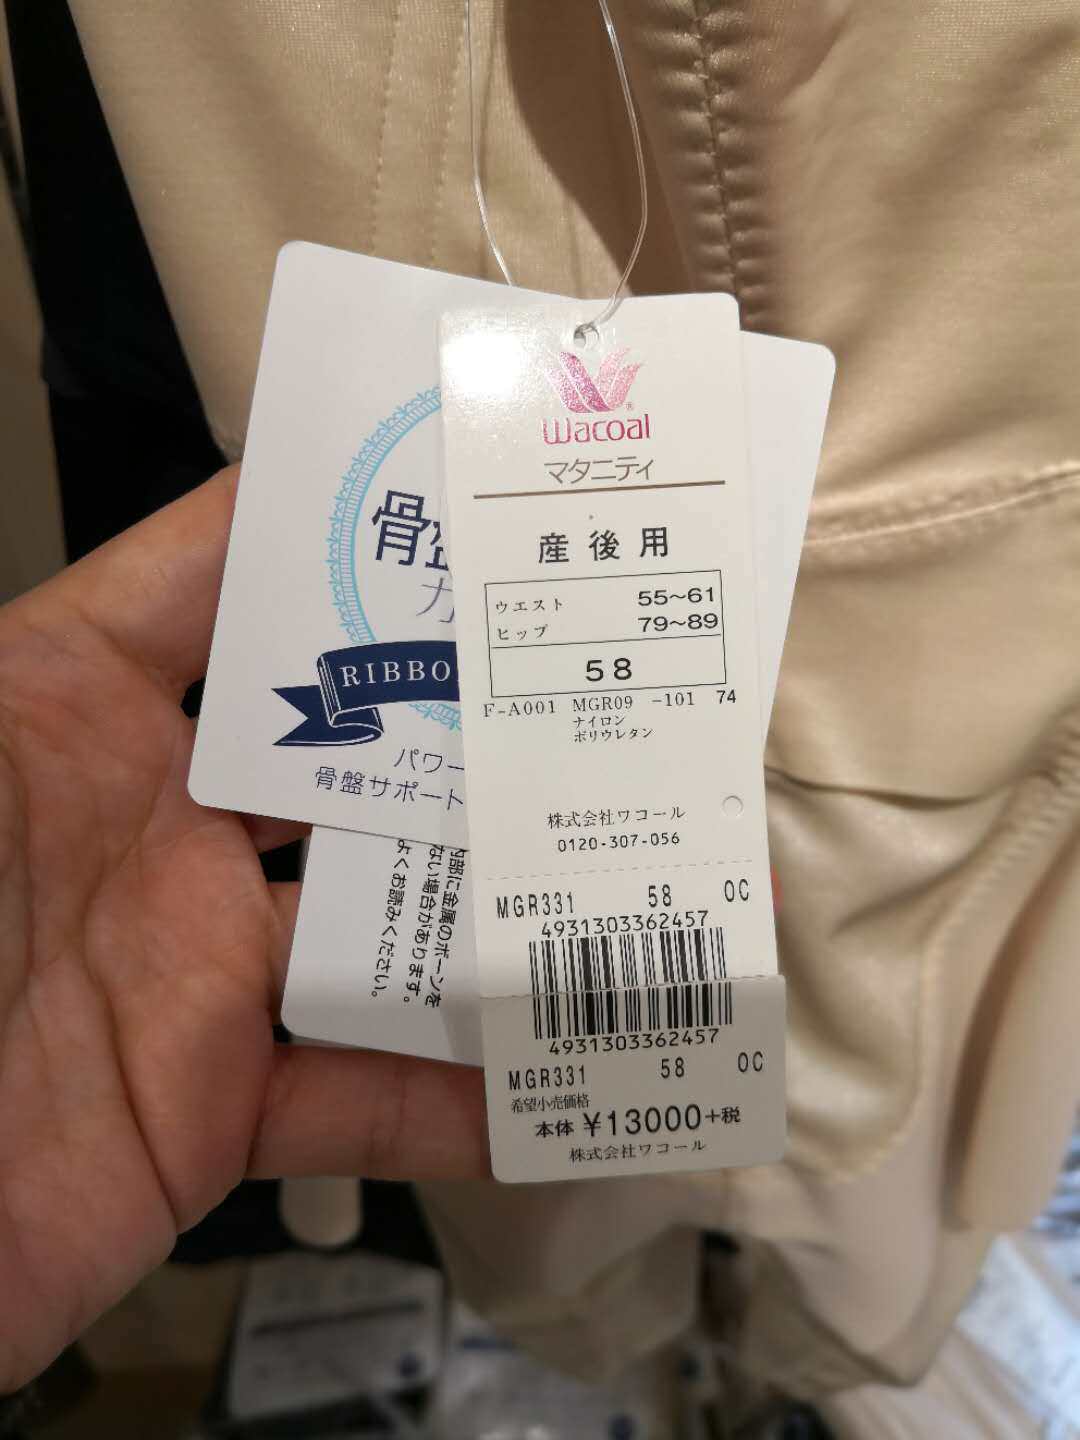 Wacoal
マタニティ
産後用
ウエスト 55~61
ヒップ 79~89
58
F-A001 MGR09 -101 74
ナイロン
ポリウレタン
株式会社ワコール
0120-307-056
MGR331 58 OC
4931303362457
4931303362457
MGR331 58 OC
希望小売価格
本体 ¥13000+税
株式会社ワコール
骨盤
RIBBO
パワー
骨盤サポート
内部に金属のボーンを
ない場合があります。
よくお読みください。